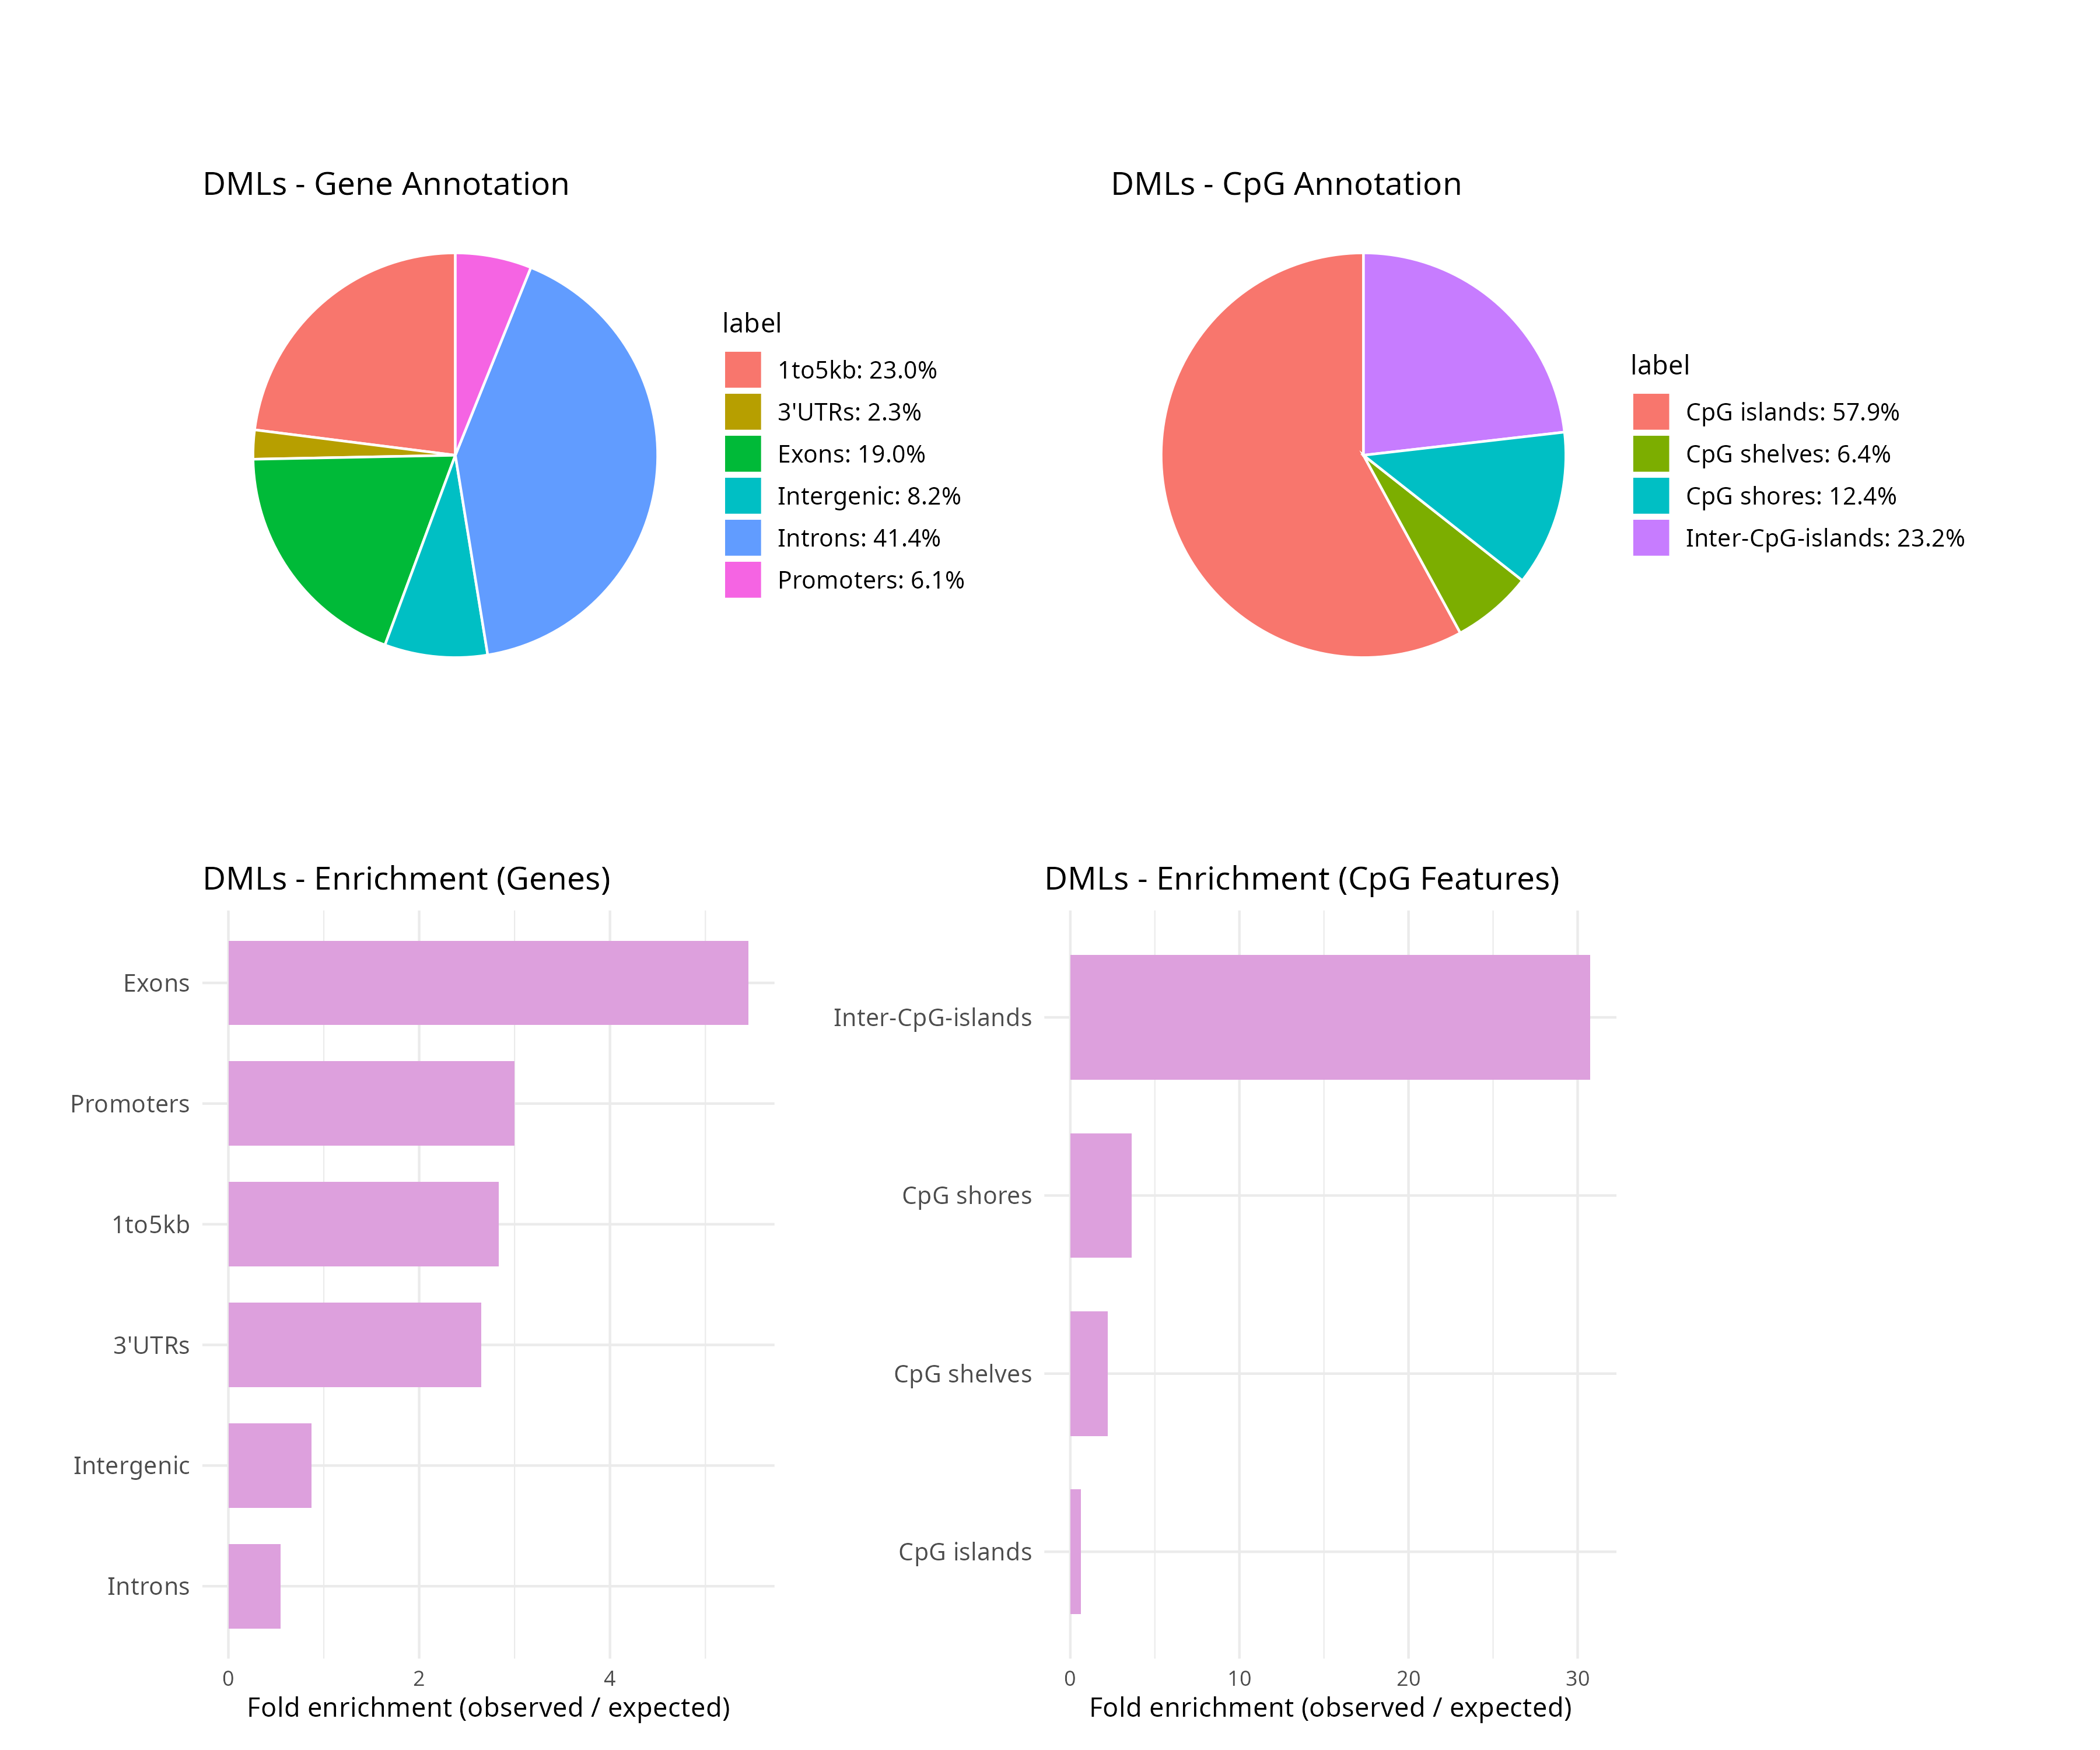 DMLs - Gene Annotation
label
1to5kb: 23.0%
3'UTRs: 2.3%
Exons: 19.0%
Intergenic: 8.2%
Introns: 41.4%
Promoters: 6.1%
DMLs - CpG Annotation
label
CpG islands: 57.9%
CpG shelves: 6.4%
CpG shores: 12.4%
Inter-CpG-islands: 23.2%
DMLs - Enrichment (Genes)
Exons
Promoters
1to5kb
3'UTRs
Intergenic
Introns
0 2 4
Fold enrichment (observed / expected)
DMLs - Enrichment (CpG Features)
Inter-CpG-islands
CpG shores
CpG shelves
CpG islands
0 10 20 30
Fold enrichment (observed / expected)